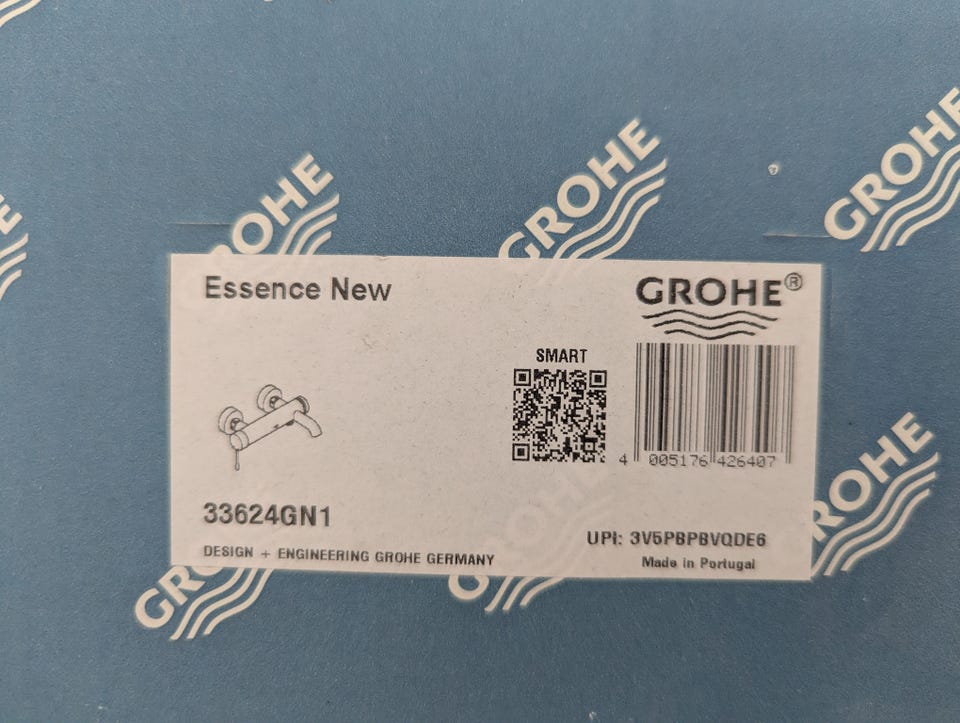 GROHE
GROHE
GROHE
Essence New
GROHE®
SMART
4 005176 426407
33624GN1
UPI: 3V5PBPBVQDE6
DESIGN + ENGINEERING GROHE GERMANY
Made in Portugal
GROHE
GROHE
GROHE